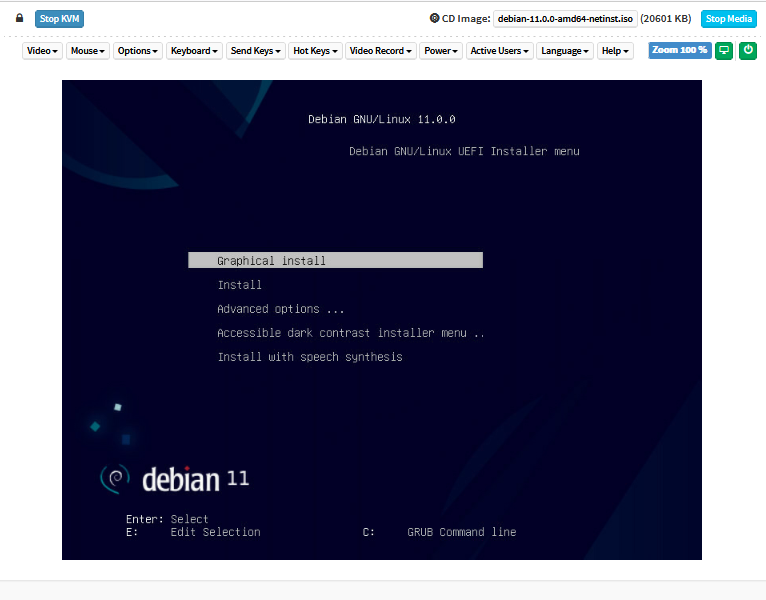 Stop KVM CD Image: debian-11.0.0-amd64-netinst.iso (20601 KB) Stop Media
Video Mouse Options Keyboard Send Keys Hot Keys Video Record Power Active Users Language Help Zoom 100 %
Debian GNU/Linux 11.0.0
Debian GNU/Linux UEFI Installer menu
Graphical install
Install
Advanced options ...
Accessible dark contrast installer menu ..
Install with speech synthesis
debian 11
Enter: Select
E: Edit Selection C: GRUB Command line